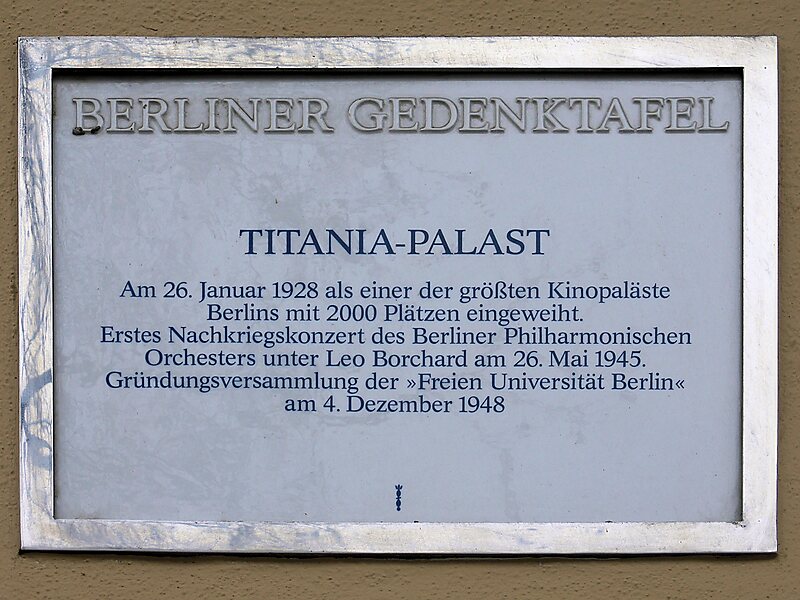 BERLINER GEDENKTAFEL
TITANIA-PALAST
Am 26. Januar 1928 als einer der größten Kinopaläste
Berlins mit 2000 Plätzen eingeweiht.
Erstes Nachkriegskonzert des Berliner Philharmonischen
Orchesters unter Leo Borchard am 26. Mai 1945.
Gründungsversammlung der »Freien Universität Berlin«
am 4. Dezember 1948